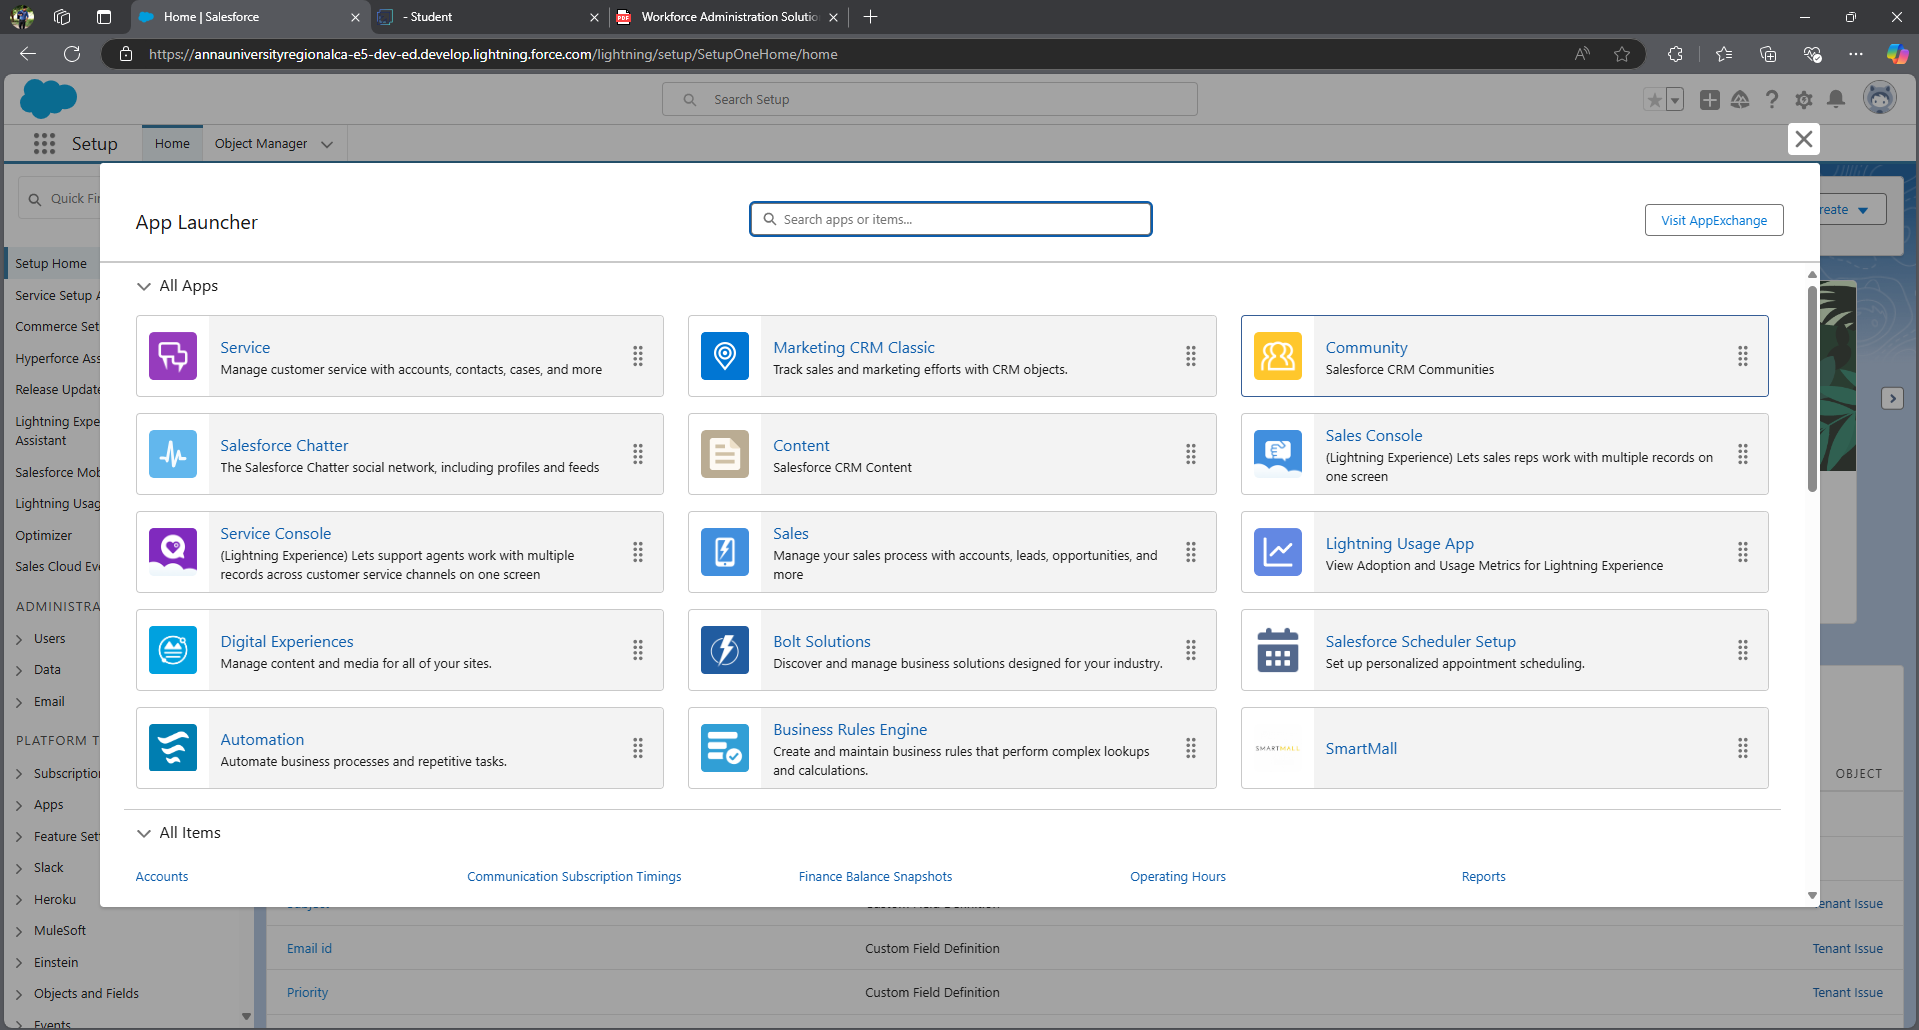 Home | Salesforce
- Student
Workforce Administration Solutio
https://annauniversityregionalca-e5-dev-ed.develop.lightning.force.com/lightning/setup/SetupOneHome/home
Search Setup
Setup
Home
Object Manager
Quick Fi
reate
App Launcher
Search apps or items...
Visit AppExchange
Setup Home
Service Setup A
Commerce Set
Hyperforce Ass
Release Update
Lightning Expe
Assistant
Salesforce Mob
Lightning Usag
Optimizer
Sales Cloud Eve
ADMINISTRA
Users
Data
Email
PLATFORM T
Subscription
Apps
Feature Sett
Slack
Heroku
MuleSoft
Einstein
Objects and Fields
Events
All Apps
Service
Manage customer service with accounts, contacts, cases, and more
Marketing CRM Classic
Track sales and marketing efforts with CRM objects.
Community
Salesforce CRM Communities
Salesforce Chatter
The Salesforce Chatter social network, including profiles and feeds
Content
Salesforce CRM Content
Sales Console
(Lightning Experience) Lets sales reps work with multiple records on
one screen
Service Console
(Lightning Experience) Lets support agents work with multiple
records across customer service channels on one screen
Sales
Manage your sales process with accounts, leads, opportunities, and
more
Lightning Usage App
View Adoption and Usage Metrics for Lightning Experience
Digital Experiences
Manage content and media for all of your sites.
Bolt Solutions
Discover and manage business solutions designed for your industry.
Salesforce Scheduler Setup
Set up personalized appointment scheduling.
Automation
Automate business processes and repetitive tasks.
Business Rules Engine
Create and maintain business rules that perform complex lookups
and calculations.
SMARTMALL
SmartMall
OBJECT
All Items
Accounts
Communication Subscription Timings
Finance Balance Snapshots
Operating Hours
Reports
enant Issue
Email id
Custom Field Definition
Tenant Issue
Priority
Custom Field Definition
Tenant Issue